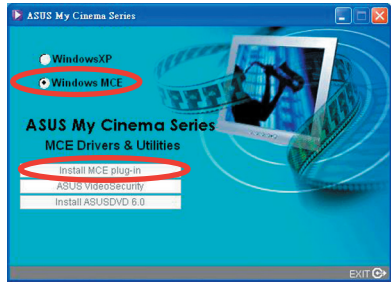 ASUS My Cinema Series
WindowsXP
Windows MCE
ASUS My Cinema Series
MCE Drivers & Utilities
Install MCE plug-in
ASUS VideoSecurity
Install ASUSDVD 6.0
EXIT